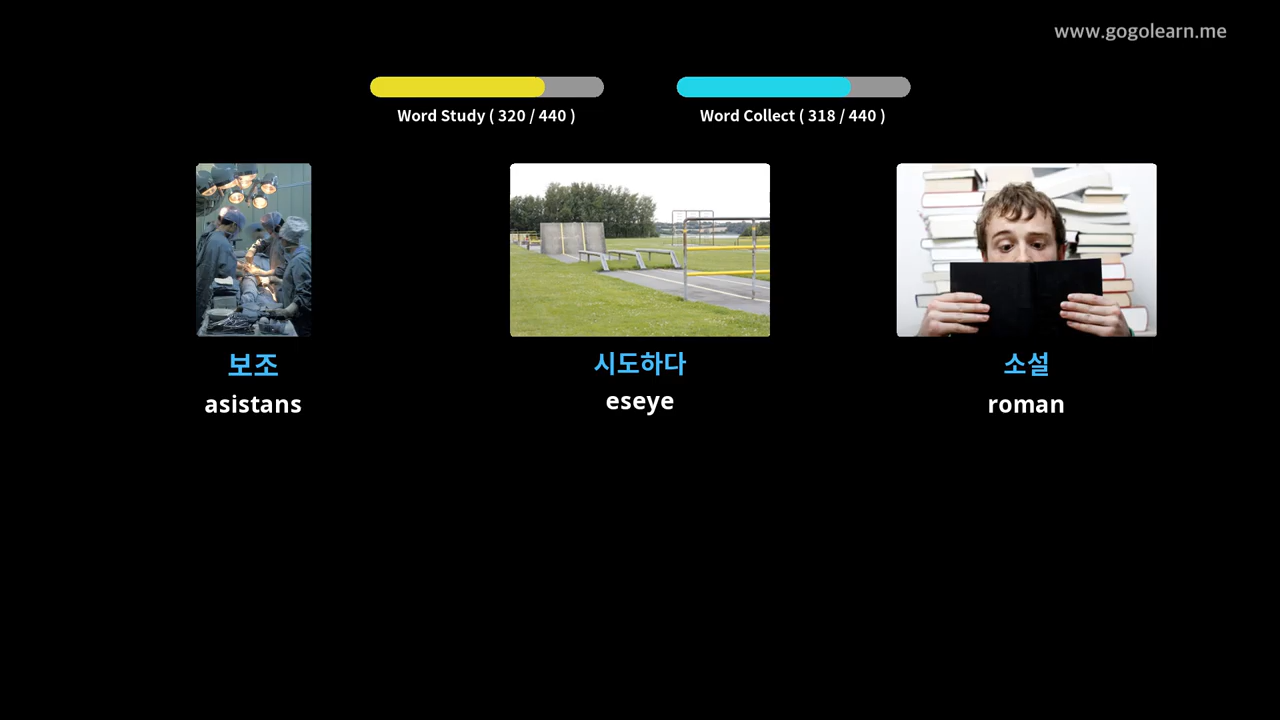 www.gogolearn.me
Word Study ( 320 / 440 )
Word Collect ( 318 / 440 )
보조
시도하다
소설
asistans
eseye
roman